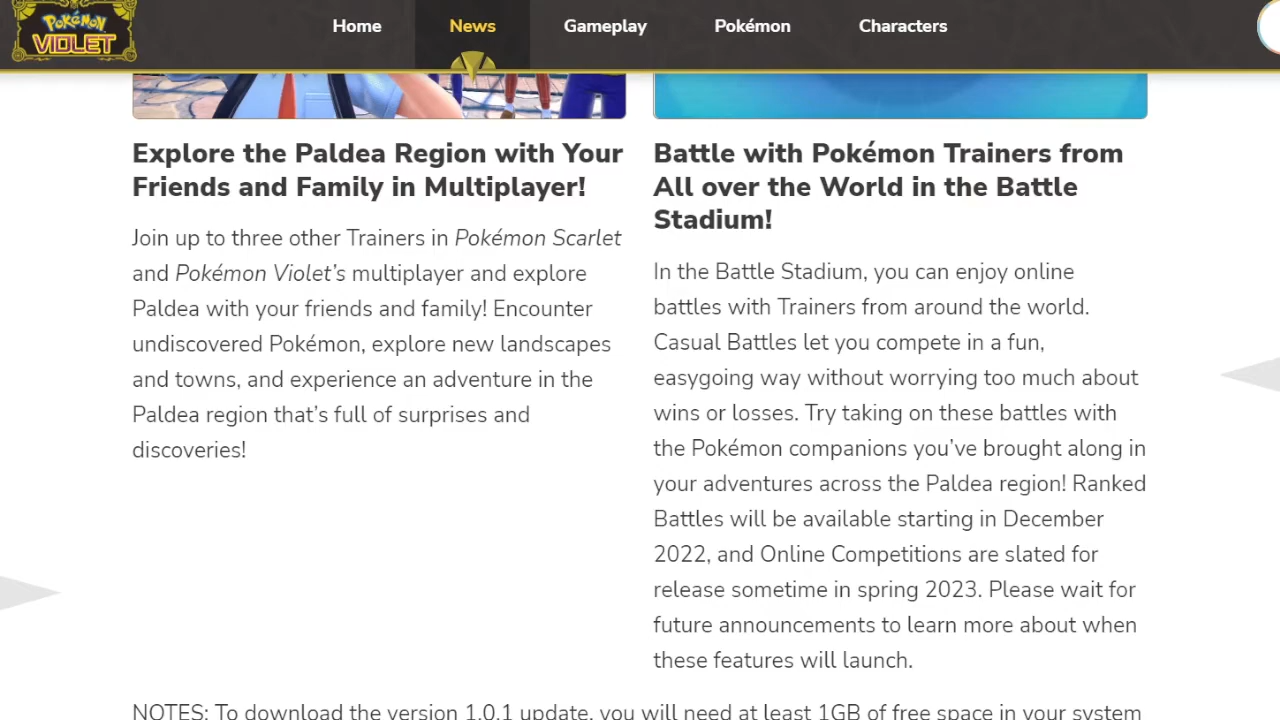 Pokémon
VIOLET
Home
News
Gameplay
Pokémon
Characters
Explore the Paldea Region with Your
Friends and Family in Multiplayer!
Join up to three other Trainers in Pokémon Scarlet
and Pokémon Violet’s multiplayer and explore
Paldea with your friends and family! Encounter
undiscovered Pokémon, explore new landscapes
and towns, and experience an adventure in the
Paldea region that’s full of surprises and
discoveries!
Battle with Pokémon Trainers from
All over the World in the Battle
Stadium!
In the Battle Stadium, you can enjoy online
battles with Trainers from around the world.
Casual Battles let you compete in a fun,
easygoing way without worrying too much about
wins or losses. Try taking on these battles with
the Pokémon companions you’ve brought along in
your adventures across the Paldea region! Ranked
Battles will be available starting in December
2022, and Online Competitions are slated for
release sometime in spring 2023. Please wait for
future announcements to learn more about when
these features will launch.
NOTES: To download the version 1.0.1 update, you will need at least 1GB of free space in your system